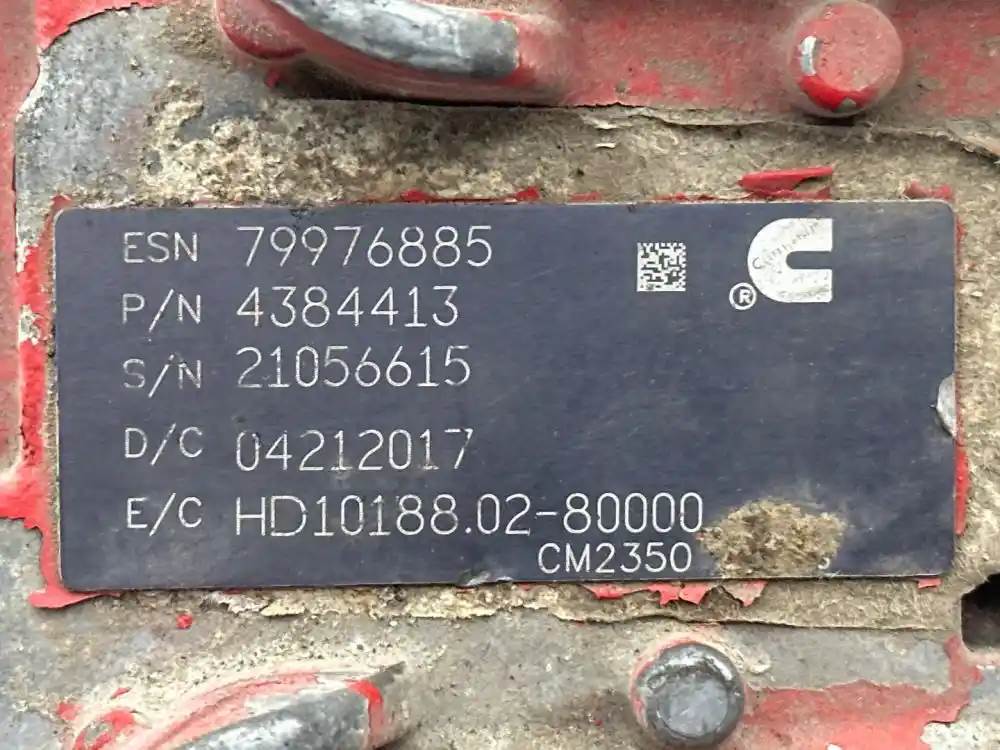 ESN 79976885
P/N 4384413
S/N 21056615
D/C 04212017
E/C HD10188.02-80000
CM2350
®